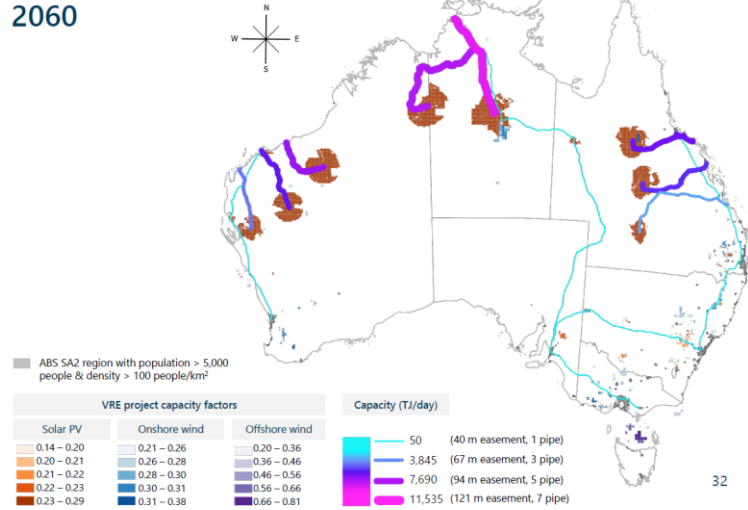 2060
N
W E
S
ABS SA2 region with population > 5,000
people & density > 100 people/km²
VRE project capacity factors
Solar PV Onshore wind Offshore wind
0.14 – 0.20 0.21 – 0.26 0.20 – 0.36
0.20 – 0.21 0.26 – 0.28 0.36 – 0.46
0.21 – 0.22 0.28 – 0.30 0.46 – 0.56
0.22 – 0.23 0.30 – 0.31 0.56 – 0.66
0.23 – 0.29 0.31 – 0.38 0.66 – 0.81
Capacity (TJ/day)
50 (40 m easement, 1 pipe)
3,845 (67 m easement, 3 pipe)
7,690 (94 m easement, 5 pipe)
11,535 (121 m easement, 7 pipe)
32